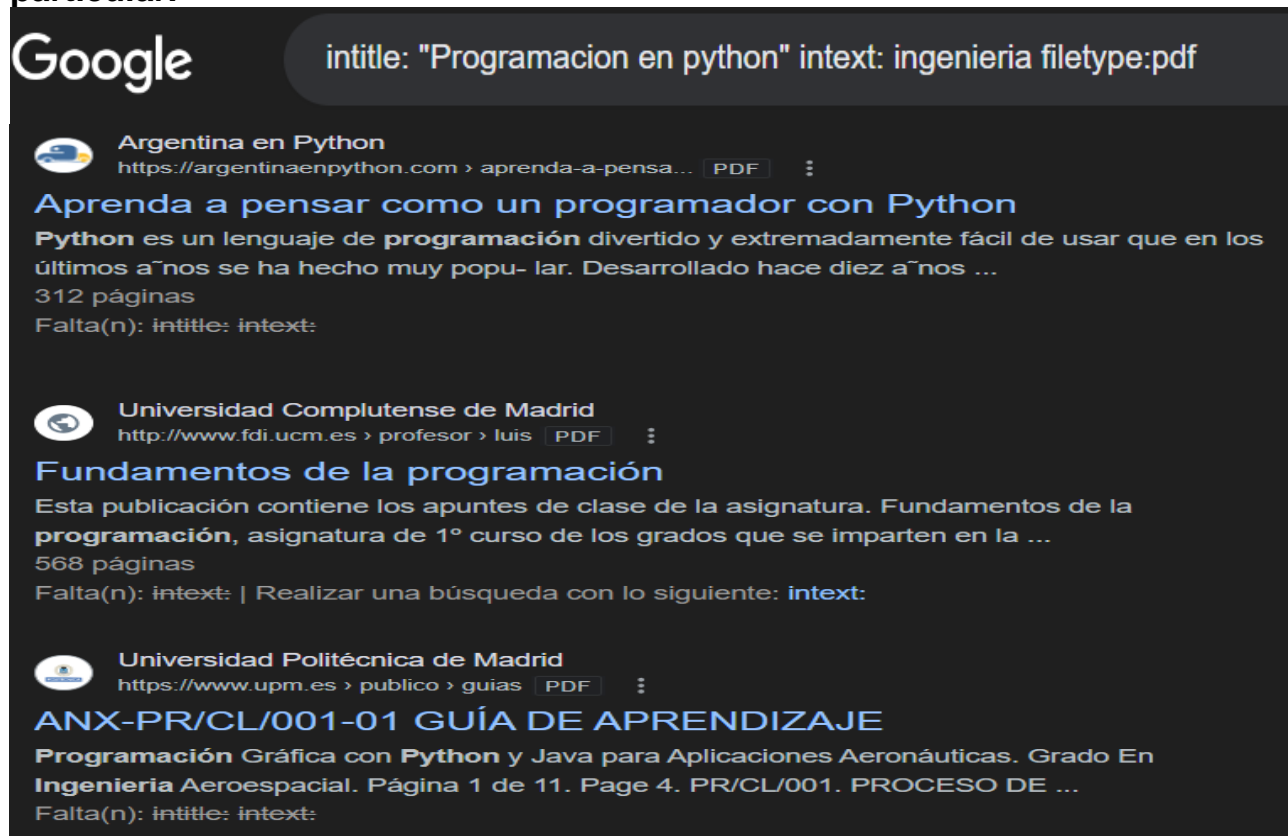 Google
intitle: "Programacion en python" intext: ingenieria filetype:pdf
Argentina en Python
https://argentinaenpython.com › aprenda-a-pensa... PDF
Aprenda a pensar como un programador con Python
Python es un lenguaje de programación divertido y extremadamente fácil de usar que en los
últimos a˜nos se ha hecho muy popu- lar. Desarrollado hace diez a˜nos ...
312 páginas
Falta(n): intitle: intext:
Universidad Complutense de Madrid
http://www.fdi.ucm.es › profesor › luis PDF
Fundamentos de la programación
Esta publicación contiene los apuntes de clase de la asignatura. Fundamentos de la
programación, asignatura de 1º curso de los grados que se imparten en la ...
568 páginas
Falta(n): intext: | Realizar una búsqueda con lo siguiente: intext:
Universidad Politécnica de Madrid
https://www.upm.es › publico › guias PDF
ANX-PR/CL/001-01 GUÍA DE APRENDIZAJE
Programación Gráfica con Python y Java para Aplicaciones Aeronáuticas. Grado En
Ingenieria Aeroespacial. Página 1 de 11. Page 4. PR/CL/001. PROCESO DE ...
Falta(n): intitle: intext: